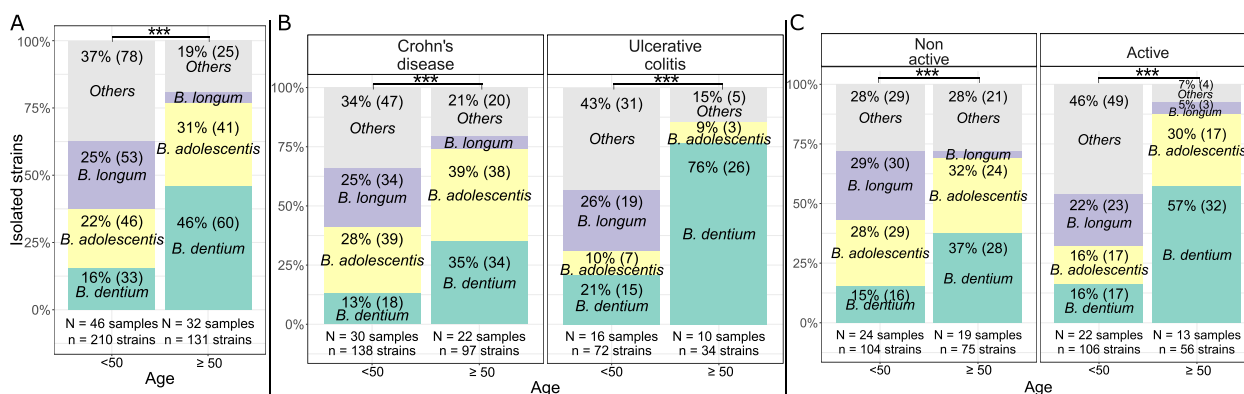 A
Isolated strains
100%
75%
50%
25%
0%
***
37% (78)
Others
25% (53)
B. longum
22% (46)
B. adolescentis
16% (33)
B. dentium
19% (25)
Others
B. longum
31% (41)
B. adolescentis
46% (60)
B. dentium
N = 46 samples
n = 210 strains
N = 32 samples
n = 131 strains
<50
≥ 50
Age
B
Crohn's
disease
Ulcerative
colitis
100%
75%
50%
25%
0%
***
34% (47)
Others
25% (34)
B. longum
28% (39)
B. adolescentis
13% (18)
B. dentium
21% (20)
Others
B. longum
39% (38)
B. adolescentis
35% (34)
B. dentium
***
43% (31)
Others
26% (19)
B. longum
10% (7)
B. adolescentis
21% (15)
B. dentium
15% (5)
Others
9% (3)
B. adolescentis
76% (26)
B. dentium
N = 30 samples
n = 138 strains
N = 22 samples
n = 97 strains
N = 16 samples
n = 72 strains
N = 10 samples
n = 34 strains
<50
≥ 50
<50
≥ 50
Age
C
Non
active
Active
100%
75%
50%
25%
0%
***
28% (29)
Others
29% (30)
B. longum
28% (29)
B. adolescentis
15% (16)
B. dentium
28% (21)
Others
B. longum
32% (24)
B. adolescentis
37% (28)
B. dentium
***
46% (49)
Others
22% (23)
B. longum
16% (17)
B. adolescentis
16% (17)
B. dentium
7% (4)
Others
5% (3)
B. longum
30% (17)
B. adolescentis
57% (32)
B. dentium
N = 24 samples
n = 104 strains
N = 19 samples
n = 75 strains
N = 22 samples
n = 106 strains
N = 13 samples
n = 56 strains
<50
≥ 50
<50
≥ 50
Age